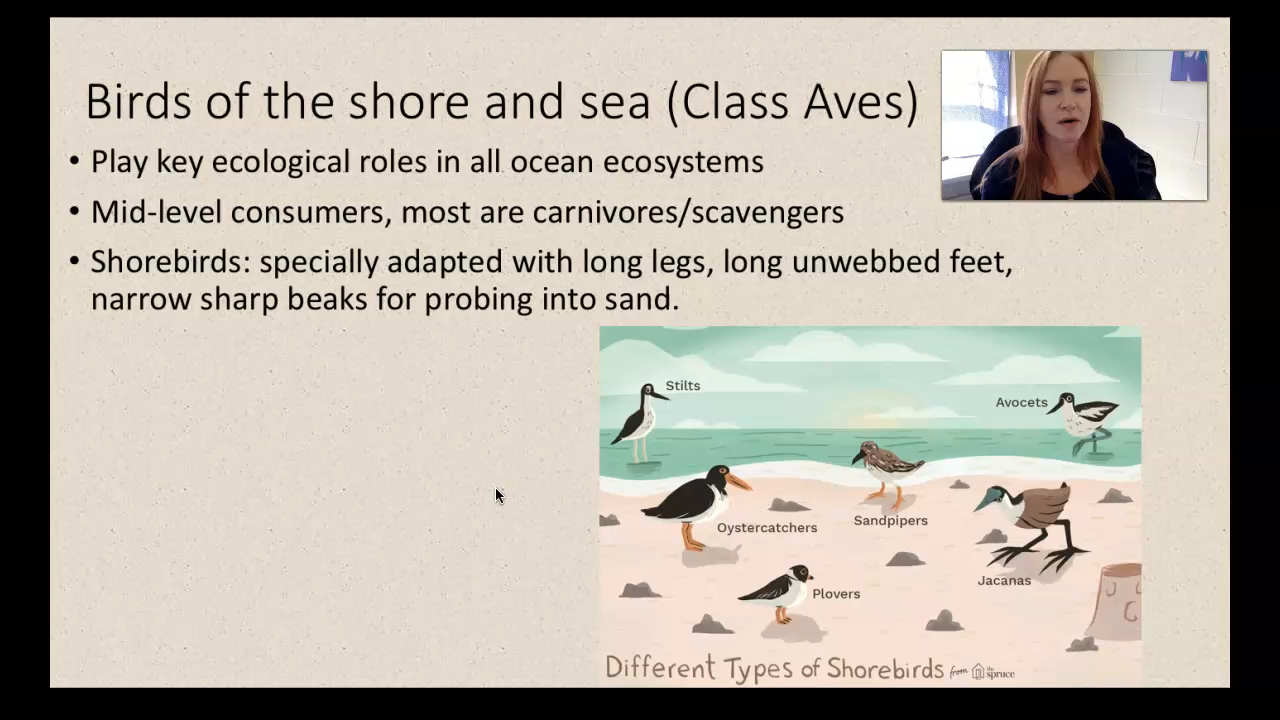 Birds of the shore and sea (Class Aves)
• Play key ecological roles in all ocean ecosystems
• Mid-level consumers, most are carnivores/scavengers
• Shorebirds: specially adapted with long legs, long unwebbed feet,
narrow sharp beaks for probing into sand.
Stilts
Avocets
Oystercatchers
Sandpipers
Jacanas
Plovers
Different Types of Shorebirds from the spruce